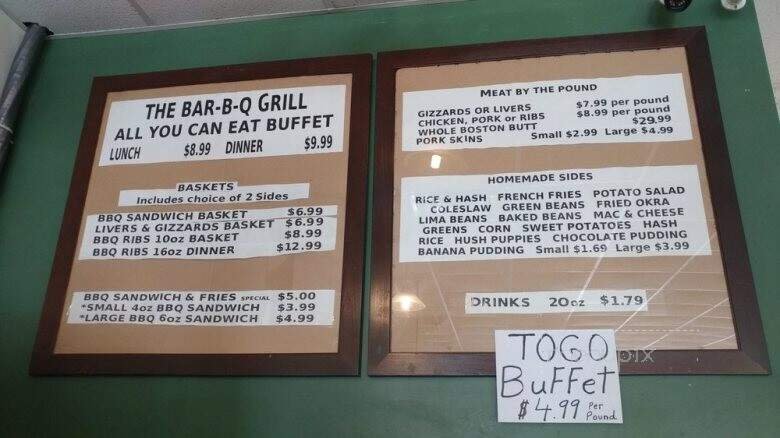 THE BAR-B-Q GRILL
ALL YOU CAN EAT BUFFET
LUNCH $8.99 DINNER $9.99
BASKETS
Includes choice of 2 Sides
BBQ SANDWICH BASKET $6.99
LIVERS & GIZZARDS BASKET $6.99
BBQ RIBS 10oz BASKET $8.99
BBQ RIBS 16oz DINNER $12.99
BBQ SANDWICH & FRIES SPECIAL $5.00
*SMALL 4oz BBQ SANDWICH $3.99
*LARGE BBQ 6oz SANDWICH $4.99
MEAT BY THE POUND
GIZZARDS OR LIVERS $7.99 per pound
CHICKEN, PORK or RIBS $8.99 per pound
WHOLE BOSTON BUTT $29.99
PORK SKINS Small $2.99 Large $4.99
HOMEMADE SIDES
RICE & HASH FRENCH FRIES POTATO SALAD
COLESLAW GREEN BEANS FRIED OKRA
LIMA BEANS BAKED BEANS MAC & CHEESE
GREENS CORN SWEET POTATOES HASH
RICE HUSH PUPPIES CHOCOLATE PUDDING
BANANA PUDDING Small $1.69 Large $3.99
DRINKS 20oz $1.79
TOGO
BuFFet
$4.99 Per Pound